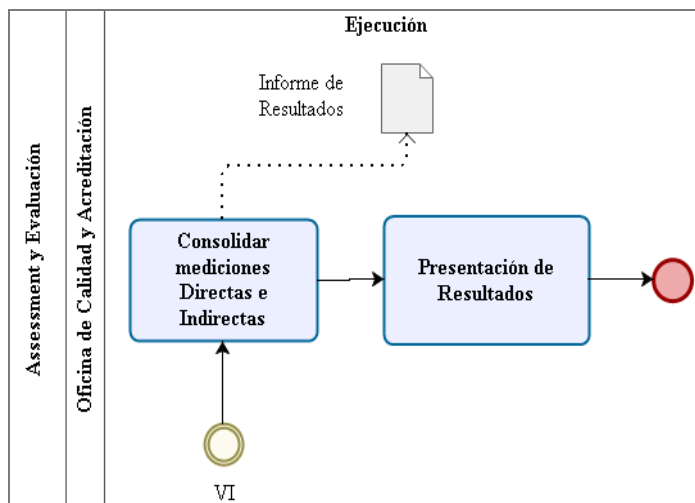 Assessment y Evaluación
Oficina de Calidad y Acreditación
Ejecución
Informe de
Resultados
Consolidar
mediciones
Directas e
Indirectas
Presentación de
Resultados
VI